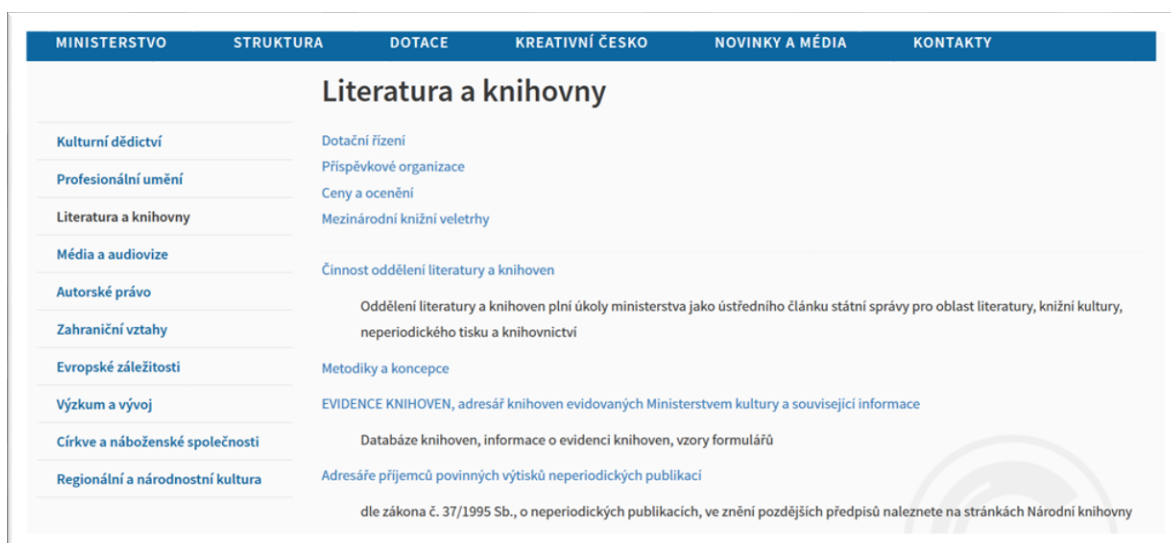 MINISTERSTVO STRUKTURA DOTACE KREATIVNÍ ČESKO NOVINKY A MÉDIA KONTAKTY
Literatura a knihovny
Kulturní dědictví
Profesionální umění
Literatura a knihovny
Média a audiovize
Autorské právo
Zahraniční vztahy
Evropské záležitosti
Výzkum a vývoj
Církve a náboženské společnosti
Regionální a národnostní kultura
Dotační řízení
Příspěvkové organizace
Ceny a ocenění
Mezinárodní knižní veletrhy
Činnost oddělení literatury a knihoven
Oddělení literatury a knihoven plní úkoly ministerstva jako ústředního článku státní správy pro oblast literatury, knižní kultury,
neperiodického tisku a knihovnictví
Metodiky a koncepce
EVIDENCE KNIHOVEN, adresář knihoven evidovaných Ministerstvem kultury a související informace
Databáze knihoven, informace o evidenci knihoven, vzory formulářů
Adresáře příjemců povinných výtisků neperiodických publikací
dle zákona č. 37/1995 Sb., o neperiodických publikacích, ve znění pozdějších předpisů naleznete na stránkách Národní knihovny